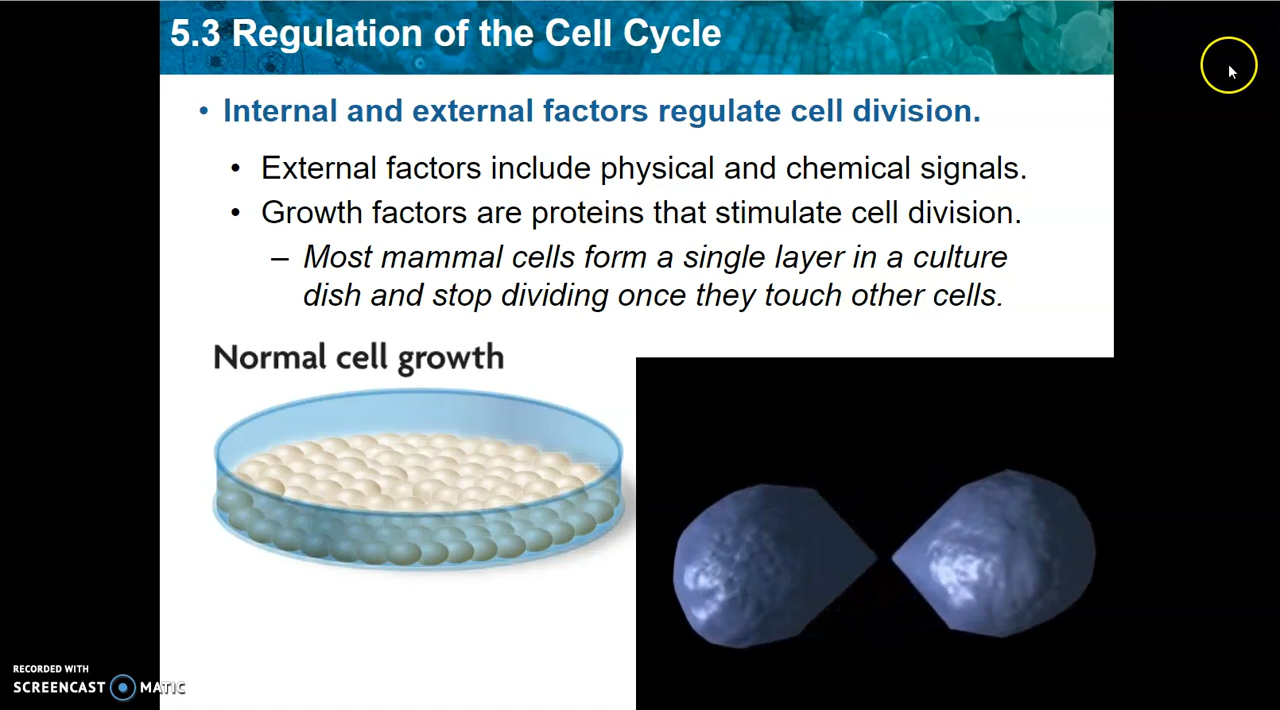 5.3 Regulation of the Cell Cycle
• Internal and external factors regulate cell division.
• External factors include physical and chemical signals.
• Growth factors are proteins that stimulate cell division.
– Most mammal cells form a single layer in a culture
dish and stop dividing once they touch other cells.
Normal cell growth
RECORDED WITH
SCREENCAST MATIC